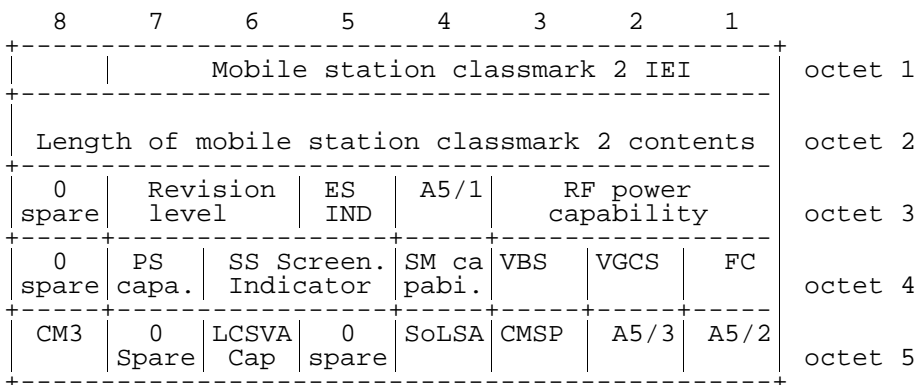 8 7 6 5 4 3 2 1
Mobile station classmark 2 IEI octet 1
Length of mobile station classmark 2 contents octet 2
0 Revision ES A5/1 RF power
spare level IND capability octet 3
0 PS SS Screen. SM ca VBS VGCS FC
spare capa. Indicator pabi. octet 4
CM3 0 LCSVA 0 SoLSA CMSP A5/3 A5/2
Spare Cap spare octet 5